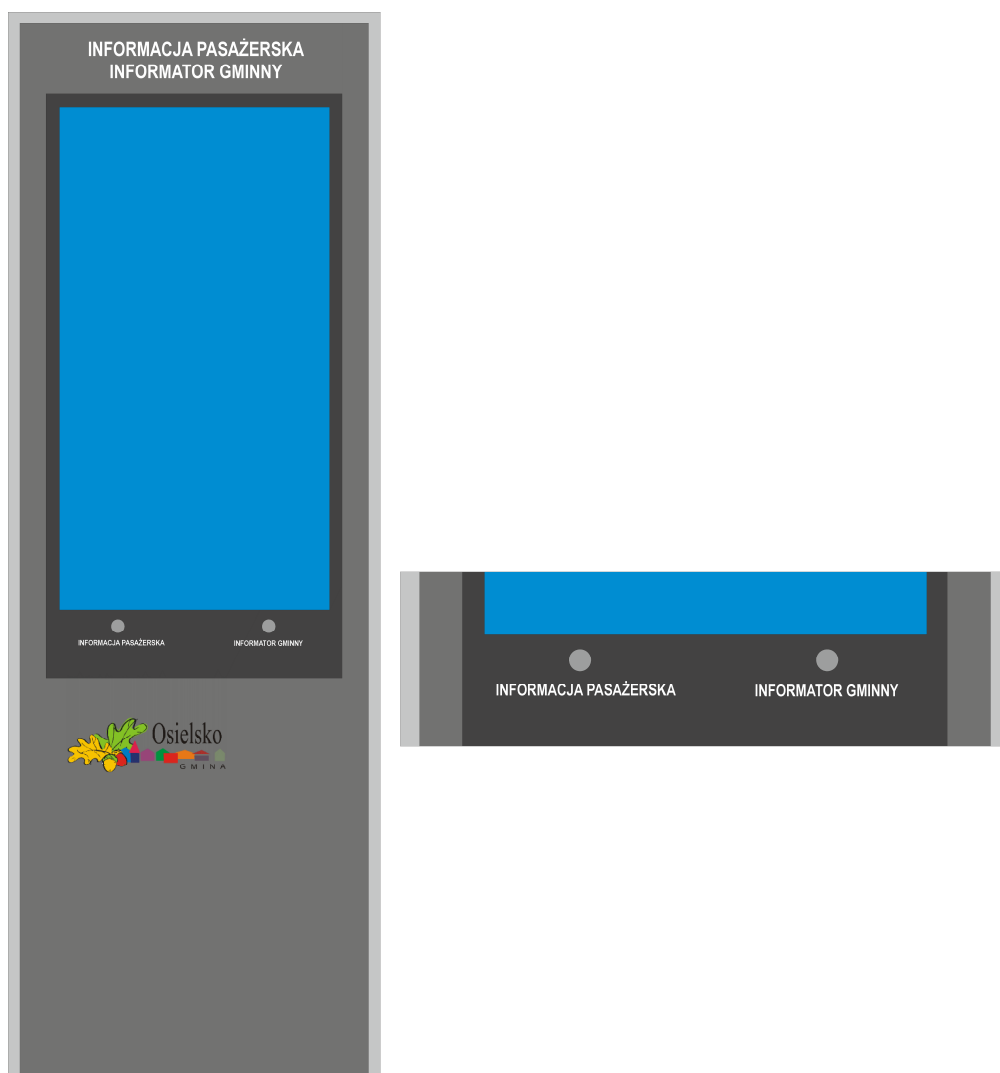 INFORMACJA PASAŻERSKA
INFORMATOR GMINNY
INFORMACJA PASAŻERSKA
INFORMATOR GMINNY
Osielsko
GMINA
INFORMACJA PASAŻERSKA
INFORMATOR GMINNY